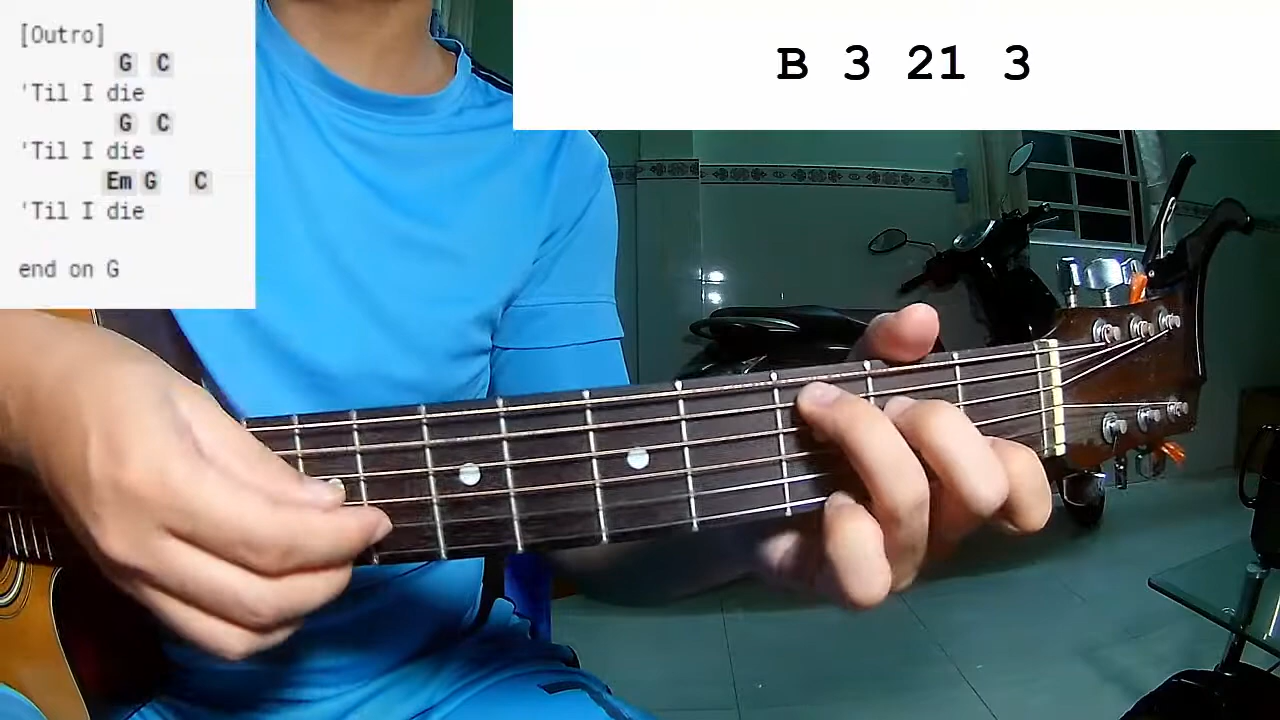 [Outro]
G C
'Til I die
G C
'Til I die
Em G C
'Til I die
end on G
B 3 21 3